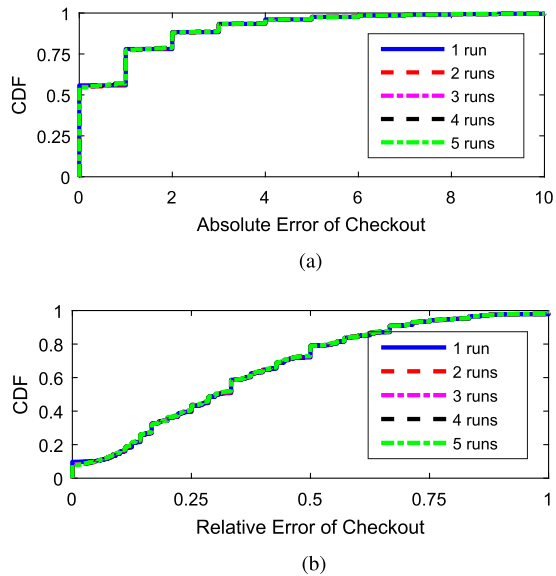 1
0.75
0.5
0.25
0
CDF
1 run
2 runs
3 runs
4 runs
5 runs
0 2 4 6 8 10
Absolute Error of Checkout
(a)
1
0.8
0.6
0.4
0.2
0
CDF
1 run
2 runs
3 runs
4 runs
5 runs
0 0.25 0.5 0.75 1
Relative Error of Checkout
(b)